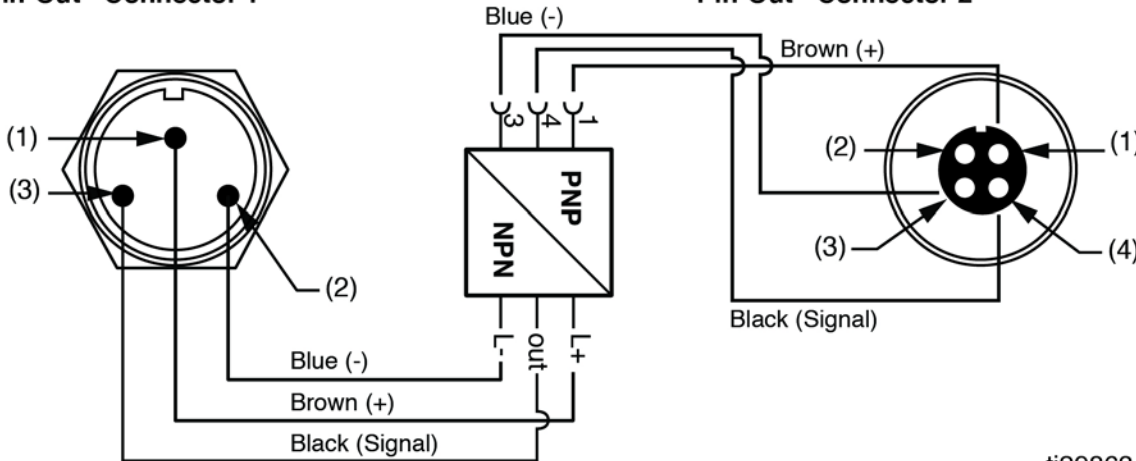 Blue (-)
Brown (+)
(1)
(3)
(2)
3
4
1
PNP
NPN
(2)
(1)
(3)
(4)
Black (Signal)
L-
out
L+
Blue (-)
Brown (+)
Black (Signal)